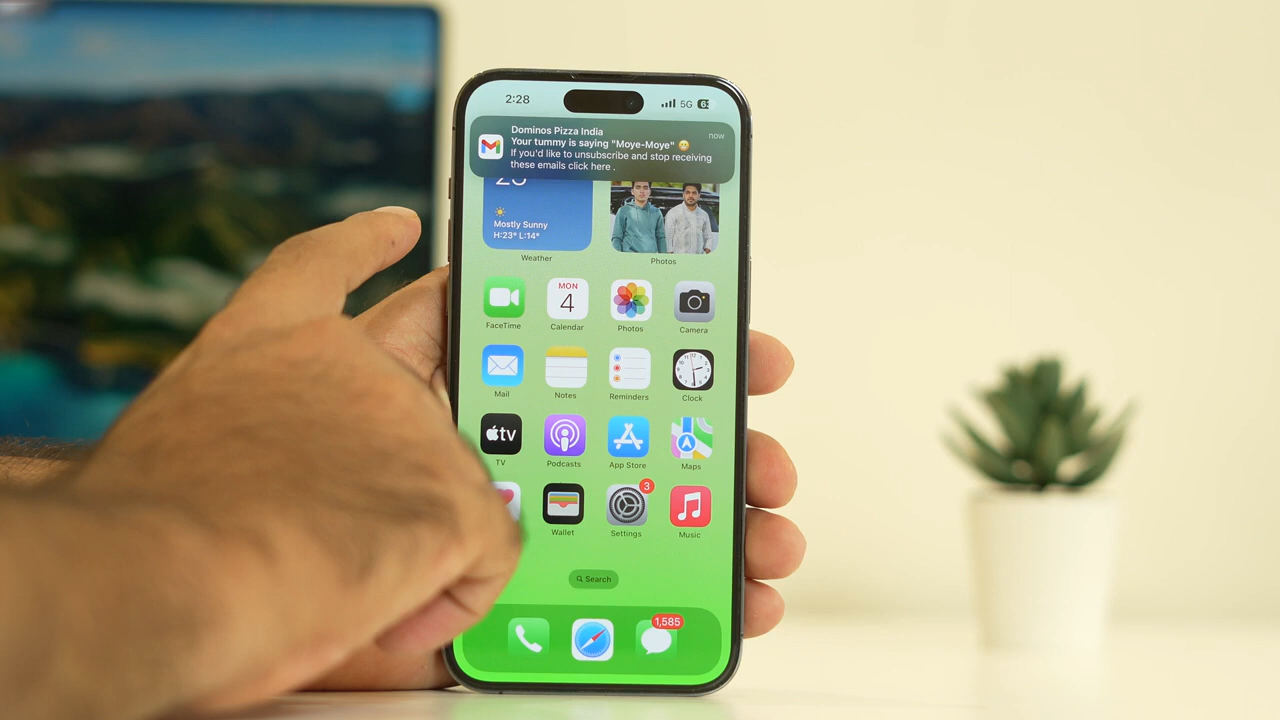 2:28
5G
Dominos Pizza India
now
Your tummy is saying "Moye-Moye" 😁
If you'd like to unsubscribe and stop receiving
these emails click here .
Mostly Sunny
H:23° L:14°
Weather
Photos
MON
4
FaceTime
Calendar
Photos
Camera
Mail
Notes
Reminders
Clock
tv
TV
Podcasts
App Store
Maps
3
Wallet
Settings
Music
Search
1,585